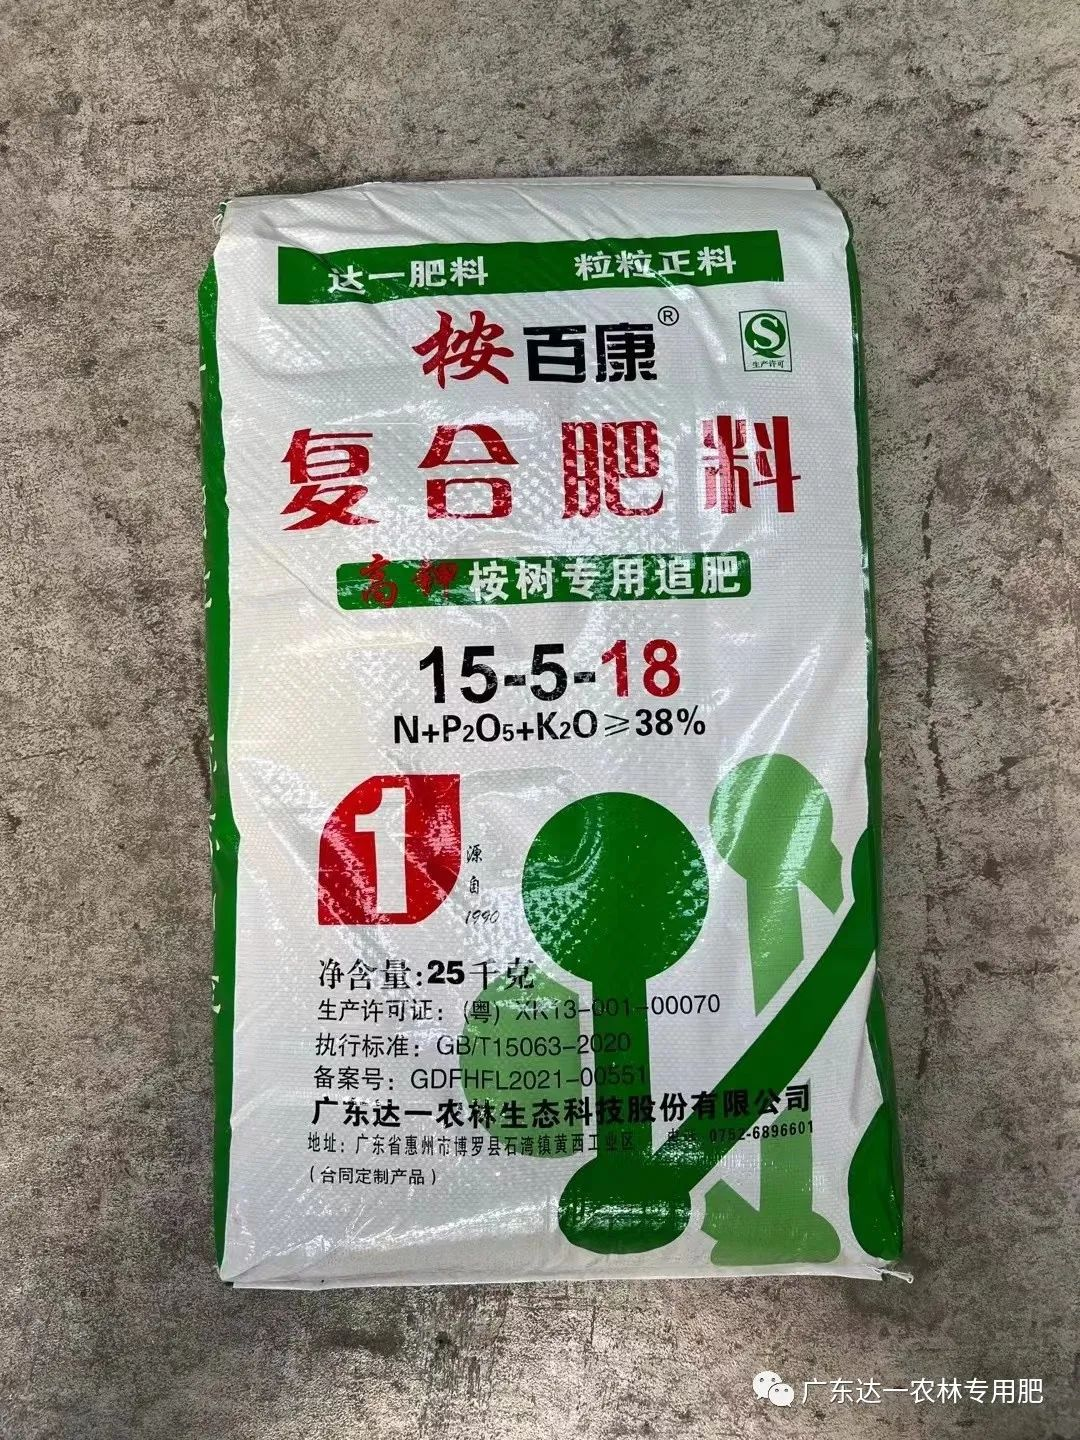 达一肥料 粒粒正料
桉百康®
S
生产许可
复合肥料
高钾桉树专用追肥
15-5-18
N+P2O5+K2O≥38%
1
源自1990
净含量:25千克
生产许可证:(粤)XK13-001-00070
执行标准:GB/T15063-2020
备案号:GDFHFL2021-00551
广东达一农林生态科技股份有限公司
地址:广东省惠州市博罗县石湾镇黄西工业区 电话:0752-6896601
(合同定制产品)
广东达一农林专用肥